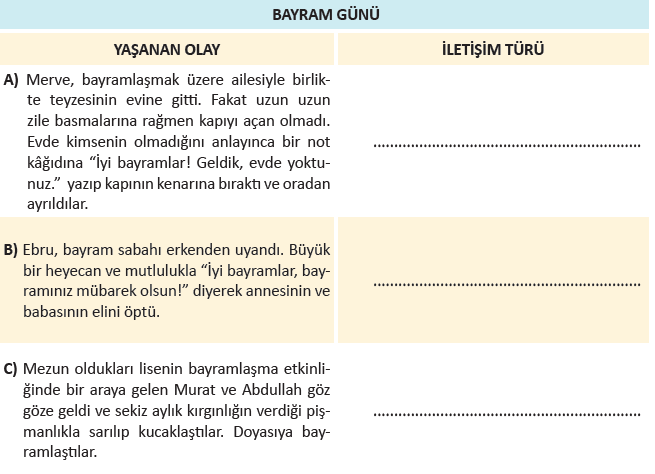 BAYRAM GÜNÜ
YAŞANAN OLAY
İLETİŞİM TÜRÜ
A) Merve, bayramlaşmak üzere ailesiyle birlik-
te teyzesinin evine gitti. Fakat uzun uzun
zile basmalarına rağmen kapıyı açan olmadı.
Evde kimsenin olmadığını anlayınca bir not
kâğıdına “İyi bayramlar! Geldik, evde yoktu-
nuz.” yazıp kapının kenarına bıraktı ve oradan
ayrıldılar.
................................................................
B) Ebru, bayram sabahı erkenden uyandı. Büyük
bir heyecan ve mutlulukla “İyi bayramlar, bay-
ramınız mübarek olsun!” diyerek annesinin ve
babasının elini öptü.
................................................................
C) Mezun oldukları lisenin bayramlaşma etkinli-
ğinde bir araya gelen Murat ve Abdullah göz
göze geldi ve sekiz aylık kırgınlığın verdiği piş-
manlıkla sarılıp kucaklaştılar. Doyasıya bay-
ramlaştılar.
................................................................